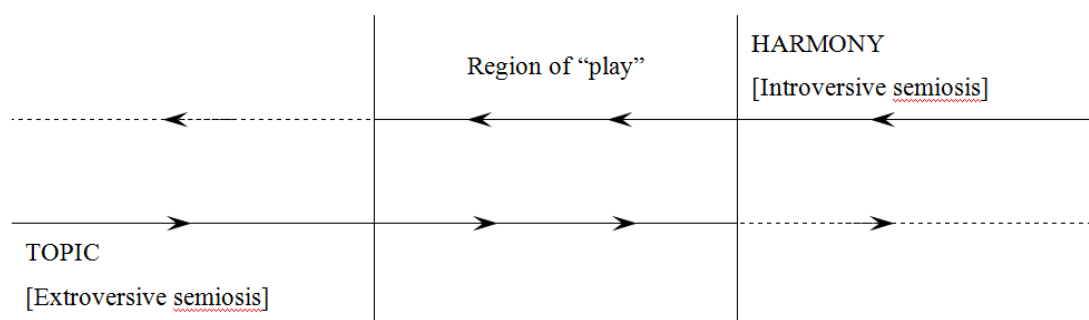 HARMONY
Region of “play”
[Introversive semiosis]
TOPIC
[Extroversive semiosis]